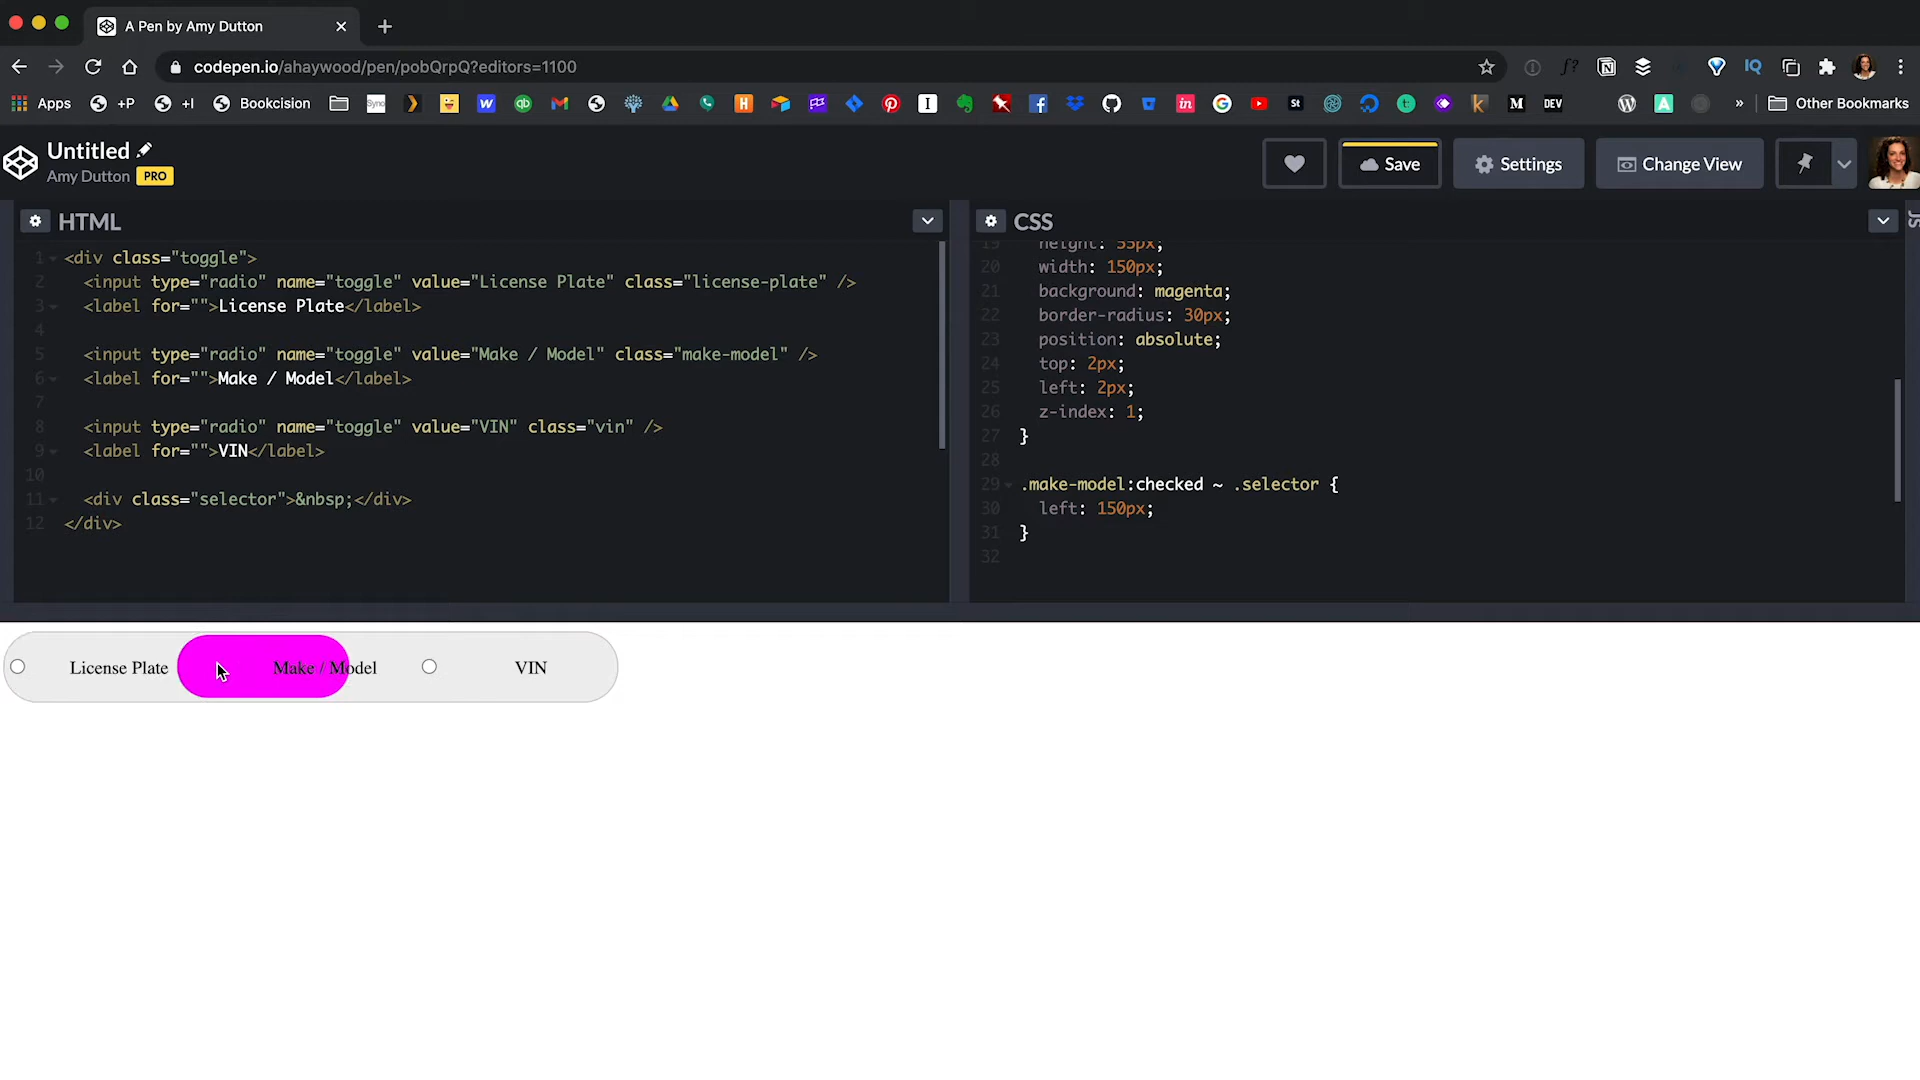 A Pen by Amy Dutton
codepen.io/ahaywood/pen/pobQrpQ?editors=1100
Apps +P +I Bookcision Other Bookmarks
Untitled
Amy Dutton PRO
Save Settings Change View
HTML
1 <div class="toggle">
2 <input type="radio" name="toggle" value="License Plate" class="license-plate" />
3 <label for="">License Plate</label>
4
5 <input type="radio" name="toggle" value="Make / Model" class="make-model" />
6 <label for="">Make / Model</label>
7
8 <input type="radio" name="toggle" value="VIN" class="vin" />
9 <label for="">VIN</label>
10
11 <div class="selector">&nbsp;</div>
12 </div>
CSS
19 height: 55px;
20 width: 150px;
21 background: magenta;
22 border-radius: 30px;
23 position: absolute;
24 top: 2px;
25 left: 2px;
26 z-index: 1;
27 }
28
29 .make-model:checked ~ .selector {
30 left: 150px;
31 }
32
JS
License Plate Make / Model VIN